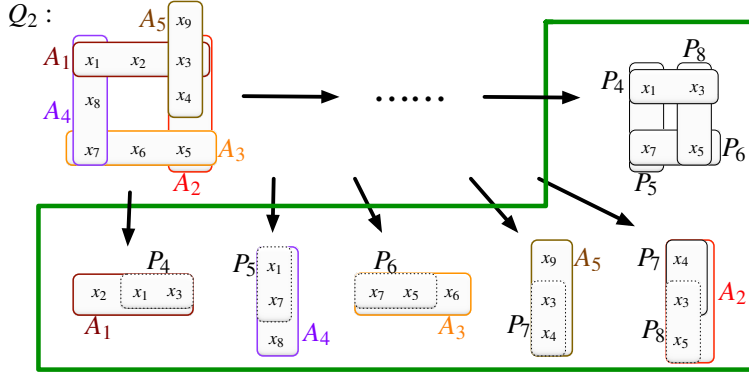 Q₂ :
A₅ x₉
A₁ x₁ x₂ x₃
A₄ x₈ x₄
x₇ x₆ x₅ A₃
A₂
......
P₈
P₄ x₁ x₃
x₇ x₅ P₆
P₅
P₄
x₂ x₁ x₃
A₁
P₅ x₁
x₇
x₈ A₄
P₆
x₇ x₅ x₆
A₃
x₉ A₅
x₃
P₇ x₄
P₇ x₄
x₃ A₂
P₈ x₅